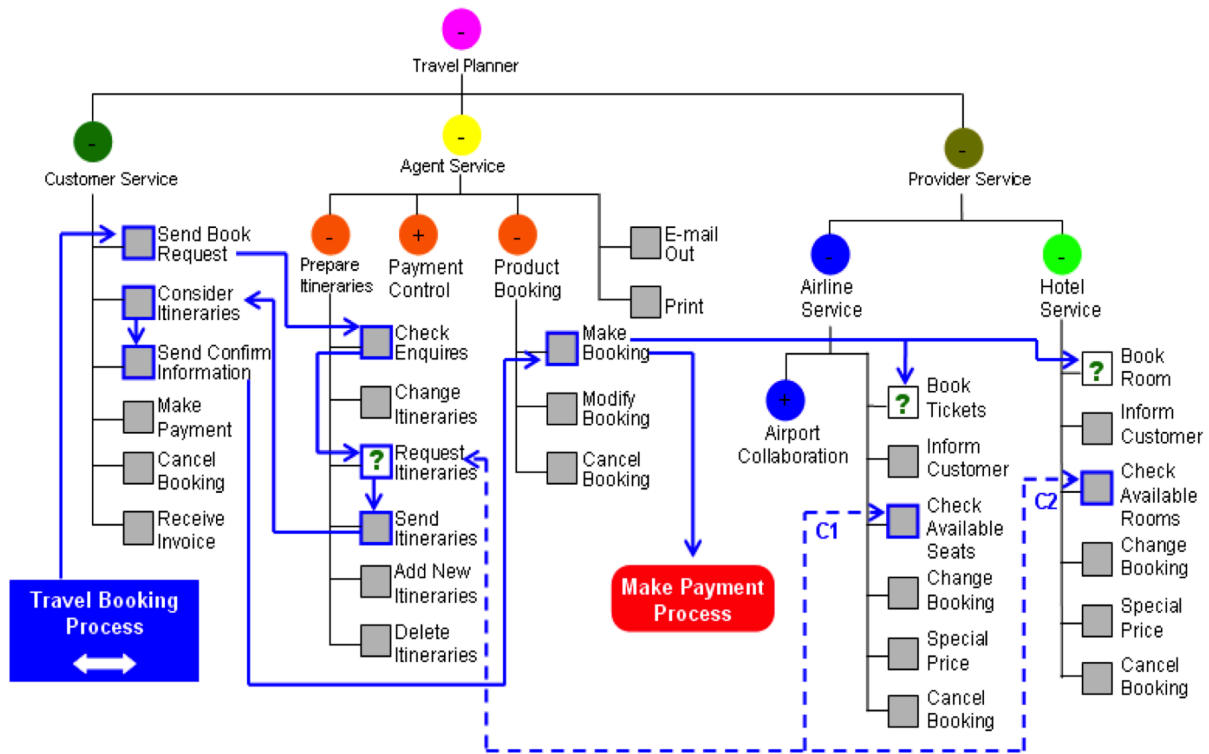 -
Travel Planner
-
Customer Service
-
Agent Service
-
Provider Service
Send Book
Request
Consider
Itineraries
Send Confirm
Information
Make
Payment
Cancel
Booking
Receive
Invoice
Travel Booking
Process
-
Prepare
Itineraries
+
Payment
Control
-
Product
Booking
E-mail
Out
Print
Check
Enquires
Change
Itineraries
?
Request
Itineraries
Send
Itineraries
Add New
Itineraries
Delete
Itineraries
Make
Booking
Modify
Booking
Cancel
Booking
Make Payment
Process
-
Airline
Service
+
Airport
Collaboration
?
Book
Tickets
Inform
Customer
C1
Check
Available
Seats
Change
Booking
Special
Price
Cancel
Booking
-
Hotel
Service
?
Book
Room
Inform
Customer
C2
Check
Available
Rooms
Change
Booking
Special
Price
Cancel
Booking